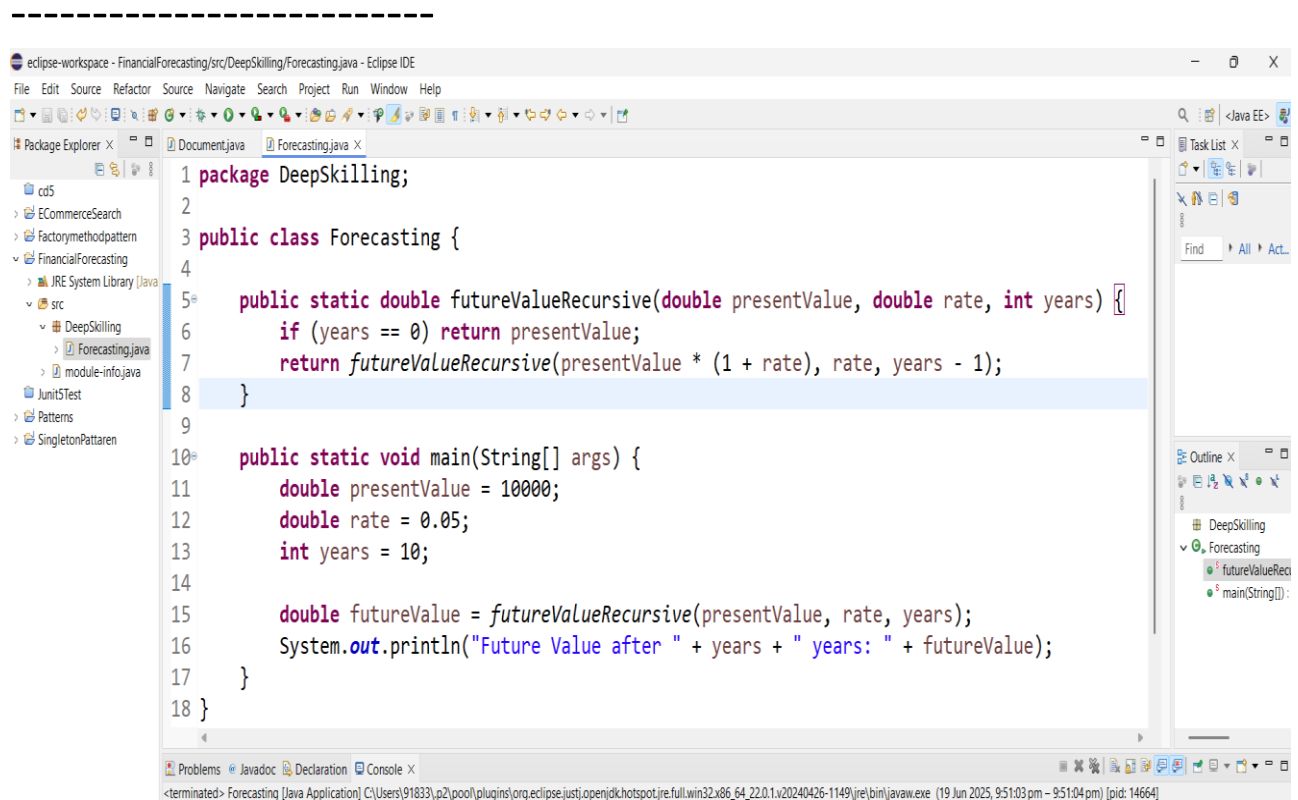 ---------------------------
eclipse-workspace - FinancialForecasting/src/DeepSkilling/Forecasting.java - Eclipse IDE
File Edit Source Refactor Source Navigate Search Project Run Window Help
<Java EE>
Package Explorer
Document.java Forecasting.java
Task List
cd5
ECommerceSearch
Factorymethodpattern
FinancialForecasting
JRE System Library [Java
src
DeepSkilling
Forecasting.java
module-info.java
Junit5Test
Patterns
SingletonPattaren
1 package DeepSkilling;
2
3 public class Forecasting {
4
5 public static double futureValueRecursive(double presentValue, double rate, int years) {
6 if (years == 0) return presentValue;
7 return futureValueRecursive(presentValue * (1 + rate), rate, years - 1);
8 }
9
10 public static void main(String[] args) {
11 double presentValue = 10000;
12 double rate = 0.05;
13 int years = 10;
14
15 double futureValue = futureValueRecursive(presentValue, rate, years);
16 System.out.println("Future Value after " + years + " years: " + futureValue);
17 }
18 }
Find All Act...
Outline
DeepSkilling
Forecasting
futureValueRecu
main(String[]) :
Problems Javadoc Declaration Console
<terminated> Forecasting [Java Application] C:\Users\91833\.p2\pool\plugins\org.eclipse.justj.openjdk.hotspot.jre.full.win32.x86_64_22.0.1.v20240426-1149\jre\bin\javaw.exe (19 Jun 2025, 9:51:03 pm – 9:51:04 pm) [pid: 14664]